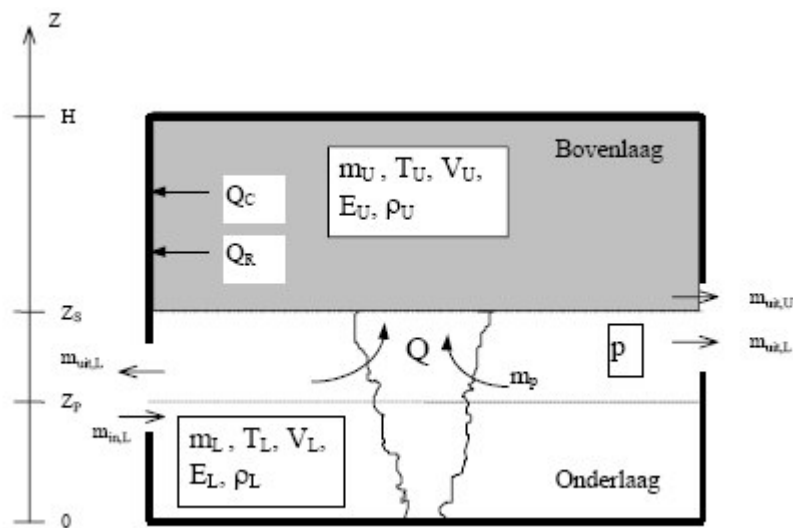 Z
H
Bovenlaag
m_U , T_U, V_U,
E_U, ρ_U
Q_C
Q_R
m_uit,U
Z_S
Q
p
m_uit,L
m_uit,L
m_p
Z_P
m_in,L
m_L , T_L, V_L,
E_L, ρ_L
Onderlaag
0